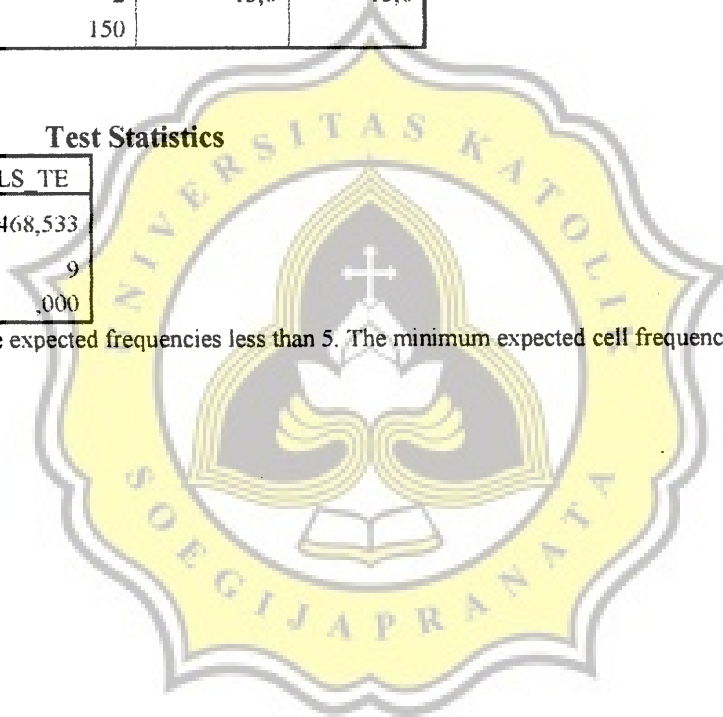 150
Test Statistics
LS_TE
468,533
9
,000
e expected frequencies less than 5. The minimum expected cell frequenc
UNIVERSITAS KATOLIK
SOEGIJAPRANATA